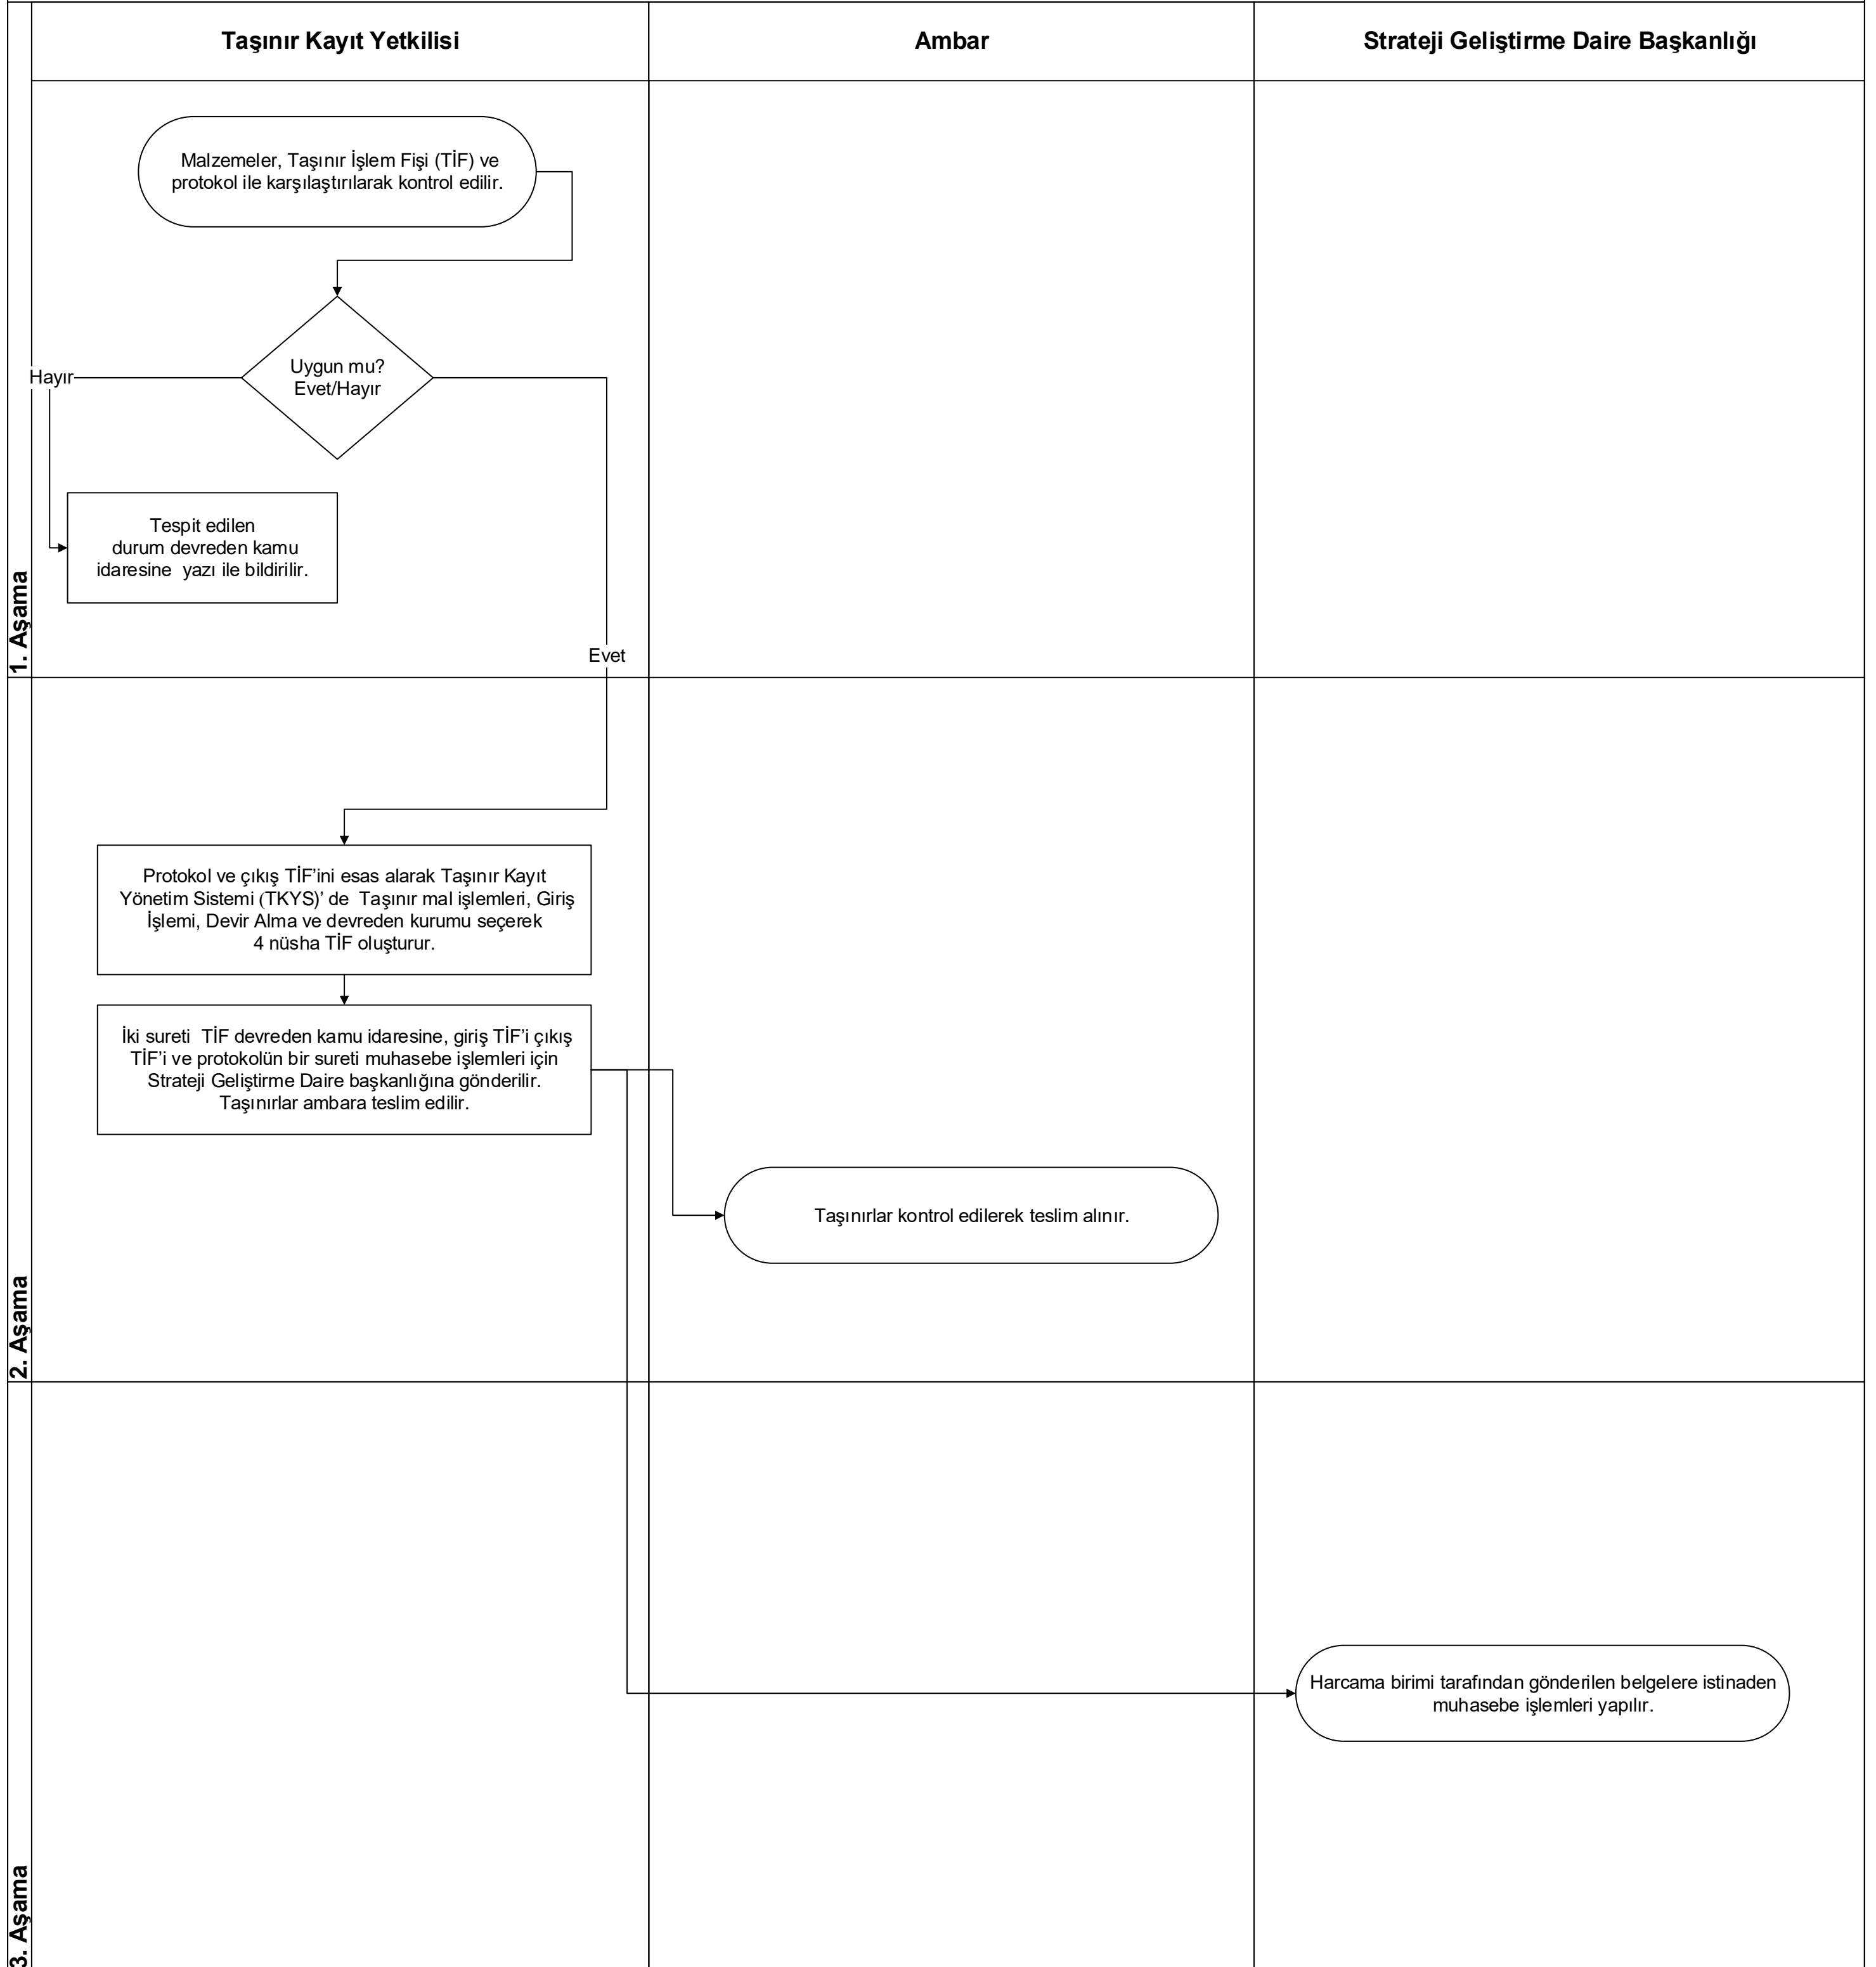 Taşınır Kayıt Yetkilisi
Ambar
Strateji Geliştirme Daire Başkanlığı
1. Aşama
Malzemeler, Taşınır İşlem Fişi (TİF) ve
protokol ile karşılaştırılarak kontrol edilir.
Uygun mu?
Evet/Hayır
Hayır
Tespit edilen
durum devreden kamu
idaresine yazı ile bildirilir.
Evet
2. Aşama
Protokol ve çıkış TİF’ini esas alarak Taşınır Kayıt
Yönetim Sistemi (TKYS)’ de Taşınır mal işlemleri, Giriş
İşlemi, Devir Alma ve devreden kurumu seçerek
4 nüsha TİF oluşturur.
İki sureti TİF devreden kamu idaresine, giriş TİF’i çıkış
TİF’i ve protokolün bir sureti muhasebe işlemleri için
Strateji Geliştirme Daire başkanlığına gönderilir.
Taşınırlar ambara teslim edilir.
Taşınırlar kontrol edilerek teslim alınır.
3. Aşama
Harcama birimi tarafından gönderilen belgelere istinaden
muhasebe işlemleri yapılır.